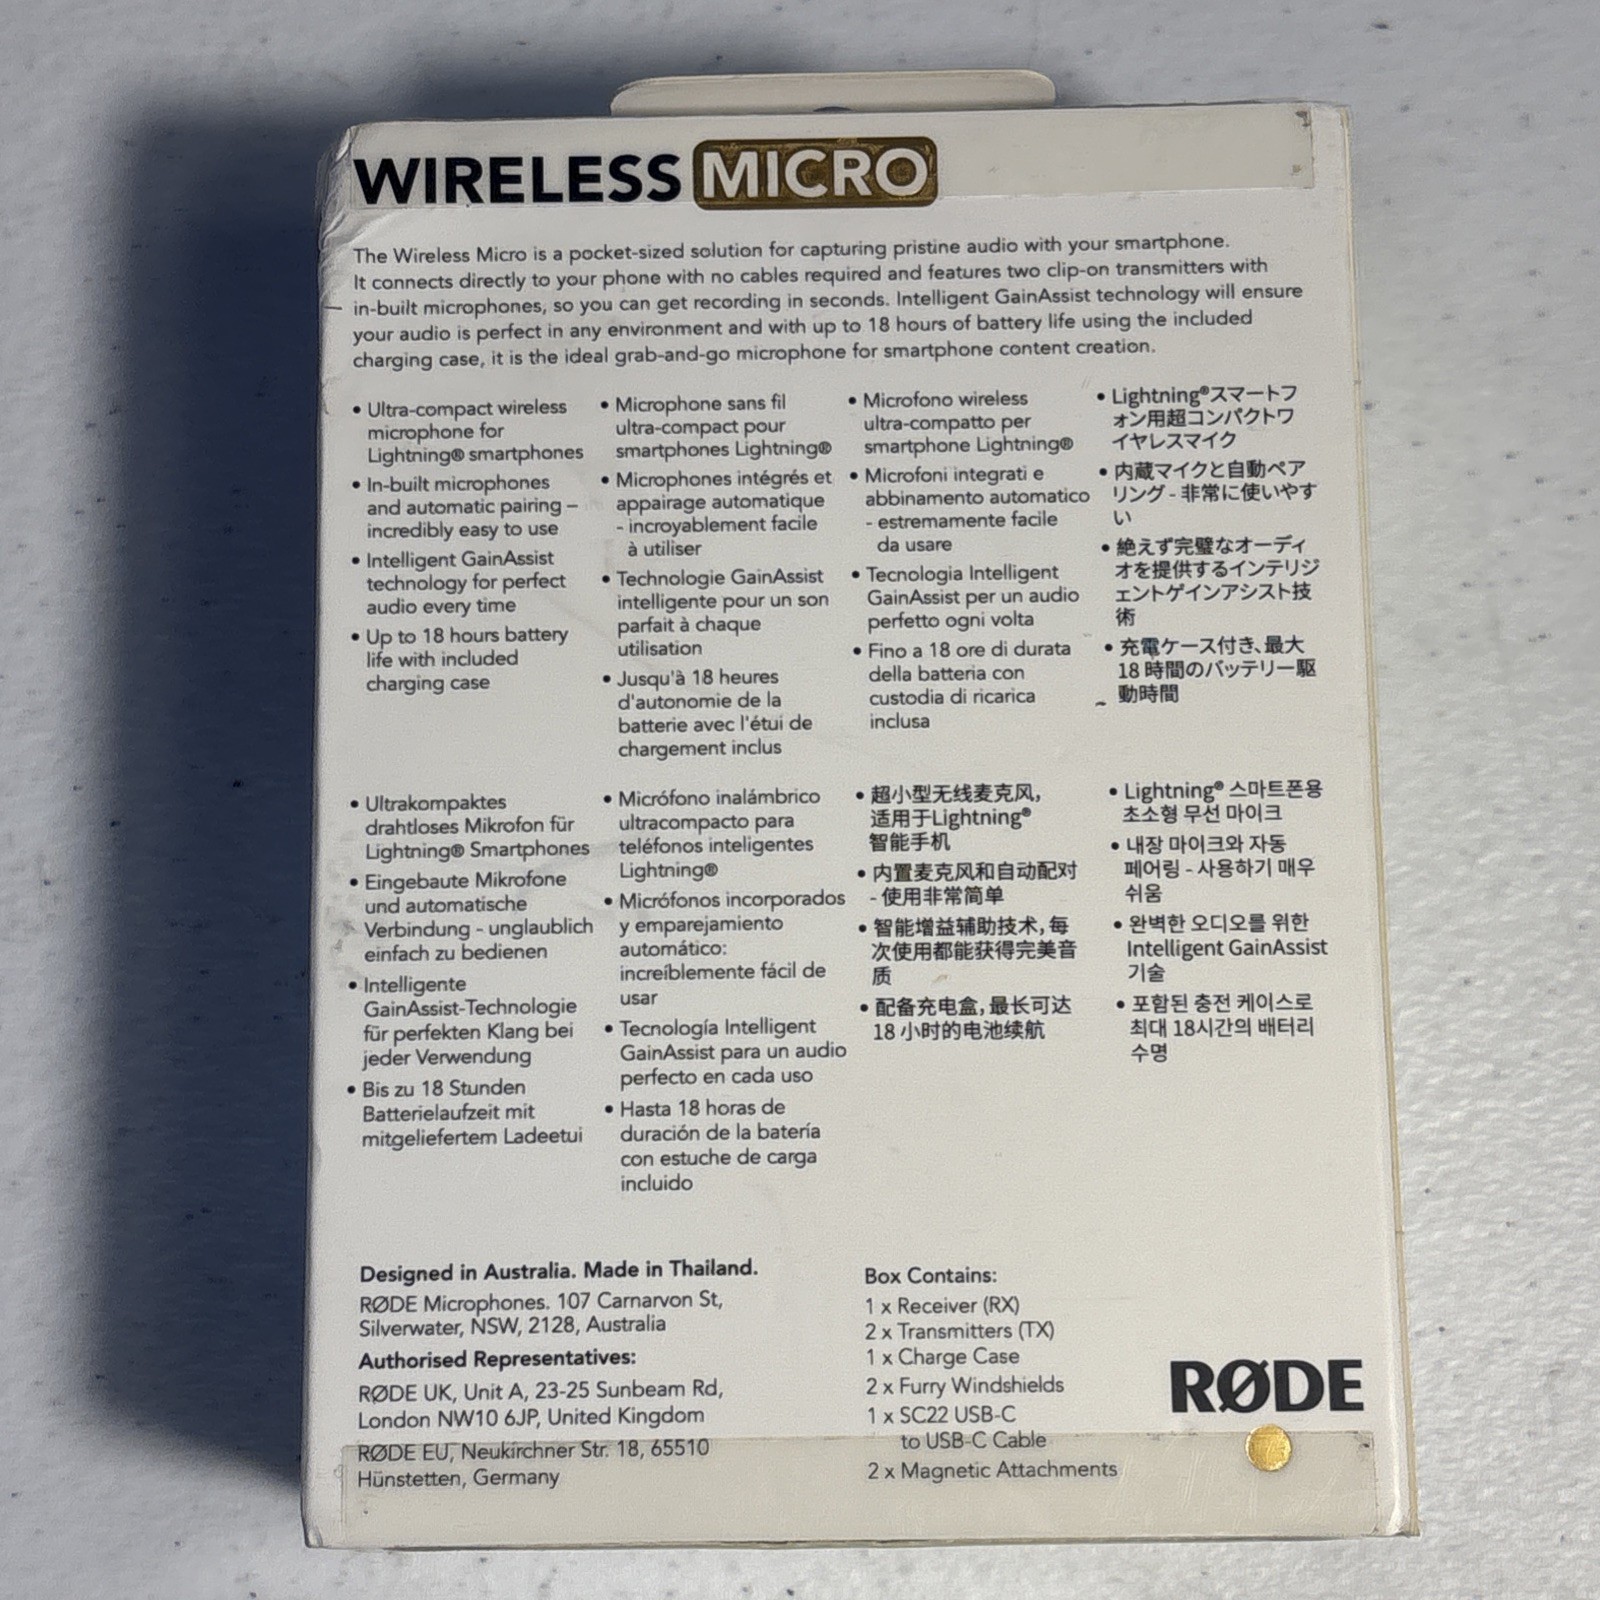 WIRELESS MICRO
The Wireless Micro is a pocket-sized solution for capturing pristine audio with your smartphone.
It connects directly to your phone with no cables required and features two clip-on transmitters with
in-built microphones, so you can get recording in seconds. Intelligent GainAssist technology will ensure
your audio is perfect in any environment and with up to 18 hours of battery life using the included
charging case, it is the ideal grab-and-go microphone for smartphone content creation.
• Ultra-compact wireless
microphone for
Lightning® smartphones
• In-built microphones
and automatic pairing –
incredibly easy to use
• Intelligent GainAssist
technology for perfect
audio every time
• Up to 18 hours battery
life with included
charging case
• Microphone sans fil
ultra-compact pour
smartphones Lightning®
• Microphones intégrés et
appairage automatique
- incroyablement facile
à utiliser
• Technologie GainAssist
intelligente pour un son
parfait à chaque
utilisation
• Jusqu'à 18 heures
d'autonomie de la
batterie avec l'étui de
chargement inclus
• Microfono wireless
ultra-compatto per
smartphone Lightning®
• Microfoni integrati e
abbinamento automatico
- estremamente facile
da usare
• Tecnologia Intelligent
GainAssist per un audio
perfetto ogni volta
• Fino a 18 ore di durata
della batteria con
custodia di ricarica
inclusa
• Lightning®スマートフ
ォン用超コンパクトワ
イヤレスマイク
• 内蔵マイクと自動ペア
リング - 非常に使いやす
い
• 絶えず完璧なオーディ
オを提供するインテリジ
ェントゲインアシスト技
術
• 充電ケース付き、最大
18 時間のバッテリー駆
動時間
• Ultrakompaktes
drahtloses Mikrofon für
Lightning® Smartphones
• Eingebaute Mikrofone
und automatische
Verbindung - unglaublich
einfach zu bedienen
• Intelligente
GainAssist-Technologie
für perfekten Klang bei
jeder Verwendung
• Bis zu 18 Stunden
Batterielaufzeit mit
mitgeliefertem Ladeetui
• Micrófono inalámbrico
ultracompacto para
teléfonos inteligentes
Lightning®
• Micrófonos incorporados
y emparejamiento
automático:
increíblemente fácil de
usar
• Tecnología Intelligent
GainAssist para un audio
perfecto en cada uso
• Hasta 18 horas de
duración de la batería
con estuche de carga
incluido
• 超小型无线麦克风,
适用于Lightning®
智能手机
• 内置麦克风和自动配对
- 使用非常简单
• 智能增益辅助技术,每
次使用都能获得完美音
质
• 配备充电盒,最长可达
18 小时的电池续航
• Lightning® 스마트폰용
초소형 무선 마이크
• 내장 마이크와 자동
페어링 - 사용하기 매우
쉬움
• 완벽한 오디오를 위한
Intelligent GainAssist
기술
• 포함된 충전 케이스로
최대 18시간의 배터리
수명
Designed in Australia. Made in Thailand.
RØDE Microphones. 107 Carnarvon St,
Silverwater, NSW, 2128, Australia
Authorised Representatives:
RØDE UK, Unit A, 23-25 Sunbeam Rd,
London NW10 6JP, United Kingdom
RØDE EU, Neukirchner Str. 18, 65510
Hünstetten, Germany
Box Contains:
1 x Receiver (RX)
2 x Transmitters (TX)
1 x Charge Case
2 x Furry Windshields
1 x SC22 USB-C
to USB-C Cable
2 x Magnetic Attachments
RØDE